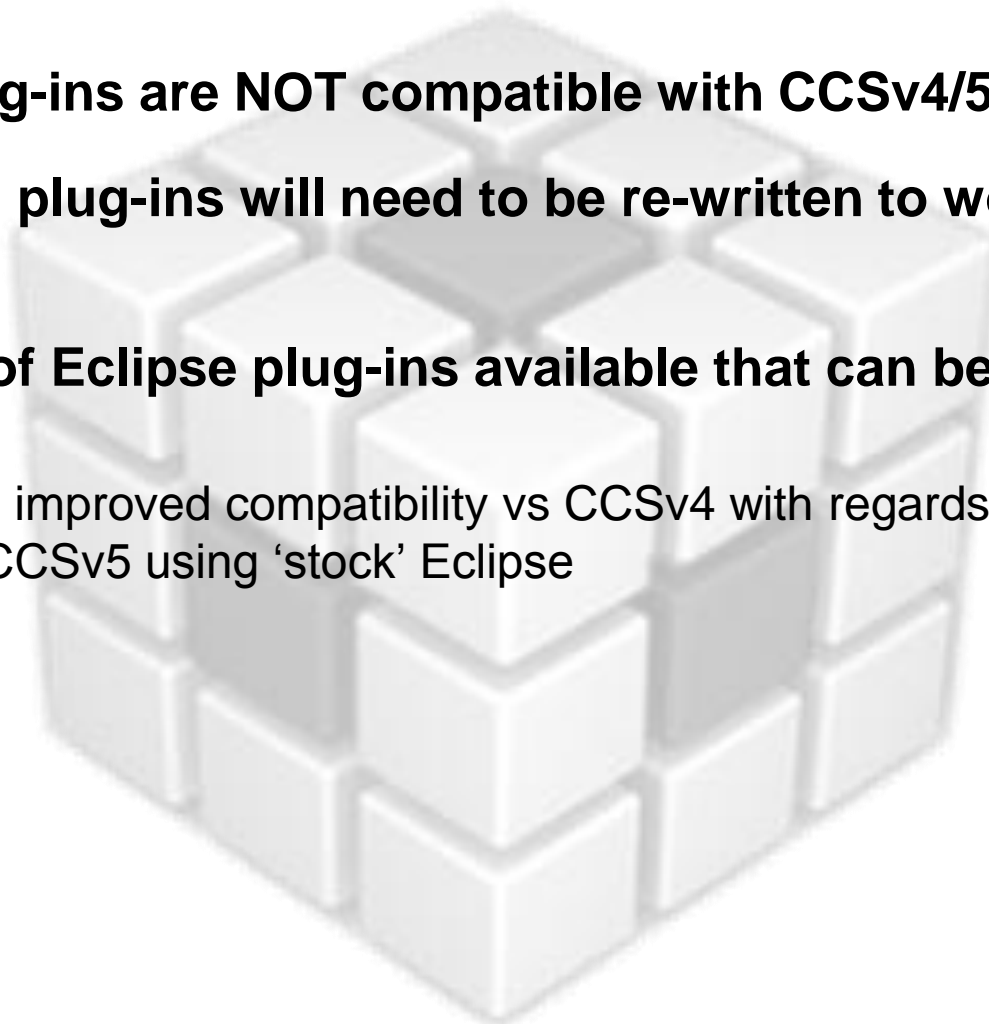 g-ins are NOT compatible with CCSv4/5
plug-ins will need to be re-written to wo
of Eclipse plug-ins available that can be
improved compatibility vs CCSv4 with regards
CCSv5 using ‘stock’ Eclipse